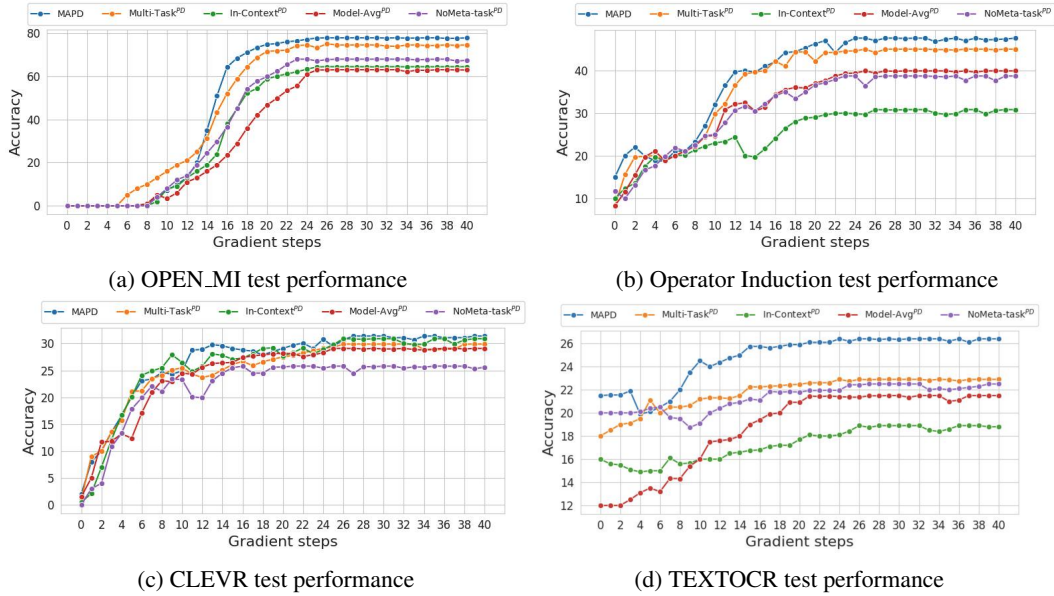 MAPD Multi-Task^PD In-Context^PD Model-Avg^PD NoMeta-task^PD
80
60
40
20
0
Accuracy
0 2 4 6 8 10 12 14 16 18 20 22 24 26 28 30 32 34 36 38 40
Gradient steps
(a) OPEN_MI test performance
MAPD Multi-Task^PD In-Context^PD Model-Avg^PD NoMeta-task^PD
40
30
20
10
Accuracy
0 2 4 6 8 10 12 14 16 18 20 22 24 26 28 30 32 34 36 38 40
Gradient steps
(b) Operator Induction test performance
MAPD Multi-Task^PD In-Context^PD Model-Avg^PD NoMeta-task^PD
30
25
20
15
10
5
0
Accuracy
0 2 4 6 8 10 12 14 16 18 20 22 24 26 28 30 32 34 36 38 40
Gradient steps
(c) CLEVR test performance
MAPD Multi-Task^PD In-Context^PD Model-Avg^PD NoMeta-task^PD
26
24
22
20
18
16
14
12
Accuracy
0 2 4 6 8 10 12 14 16 18 20 22 24 26 28 30 32 34 36 38 40
Gradient steps
(d) TEXTOCR test performance